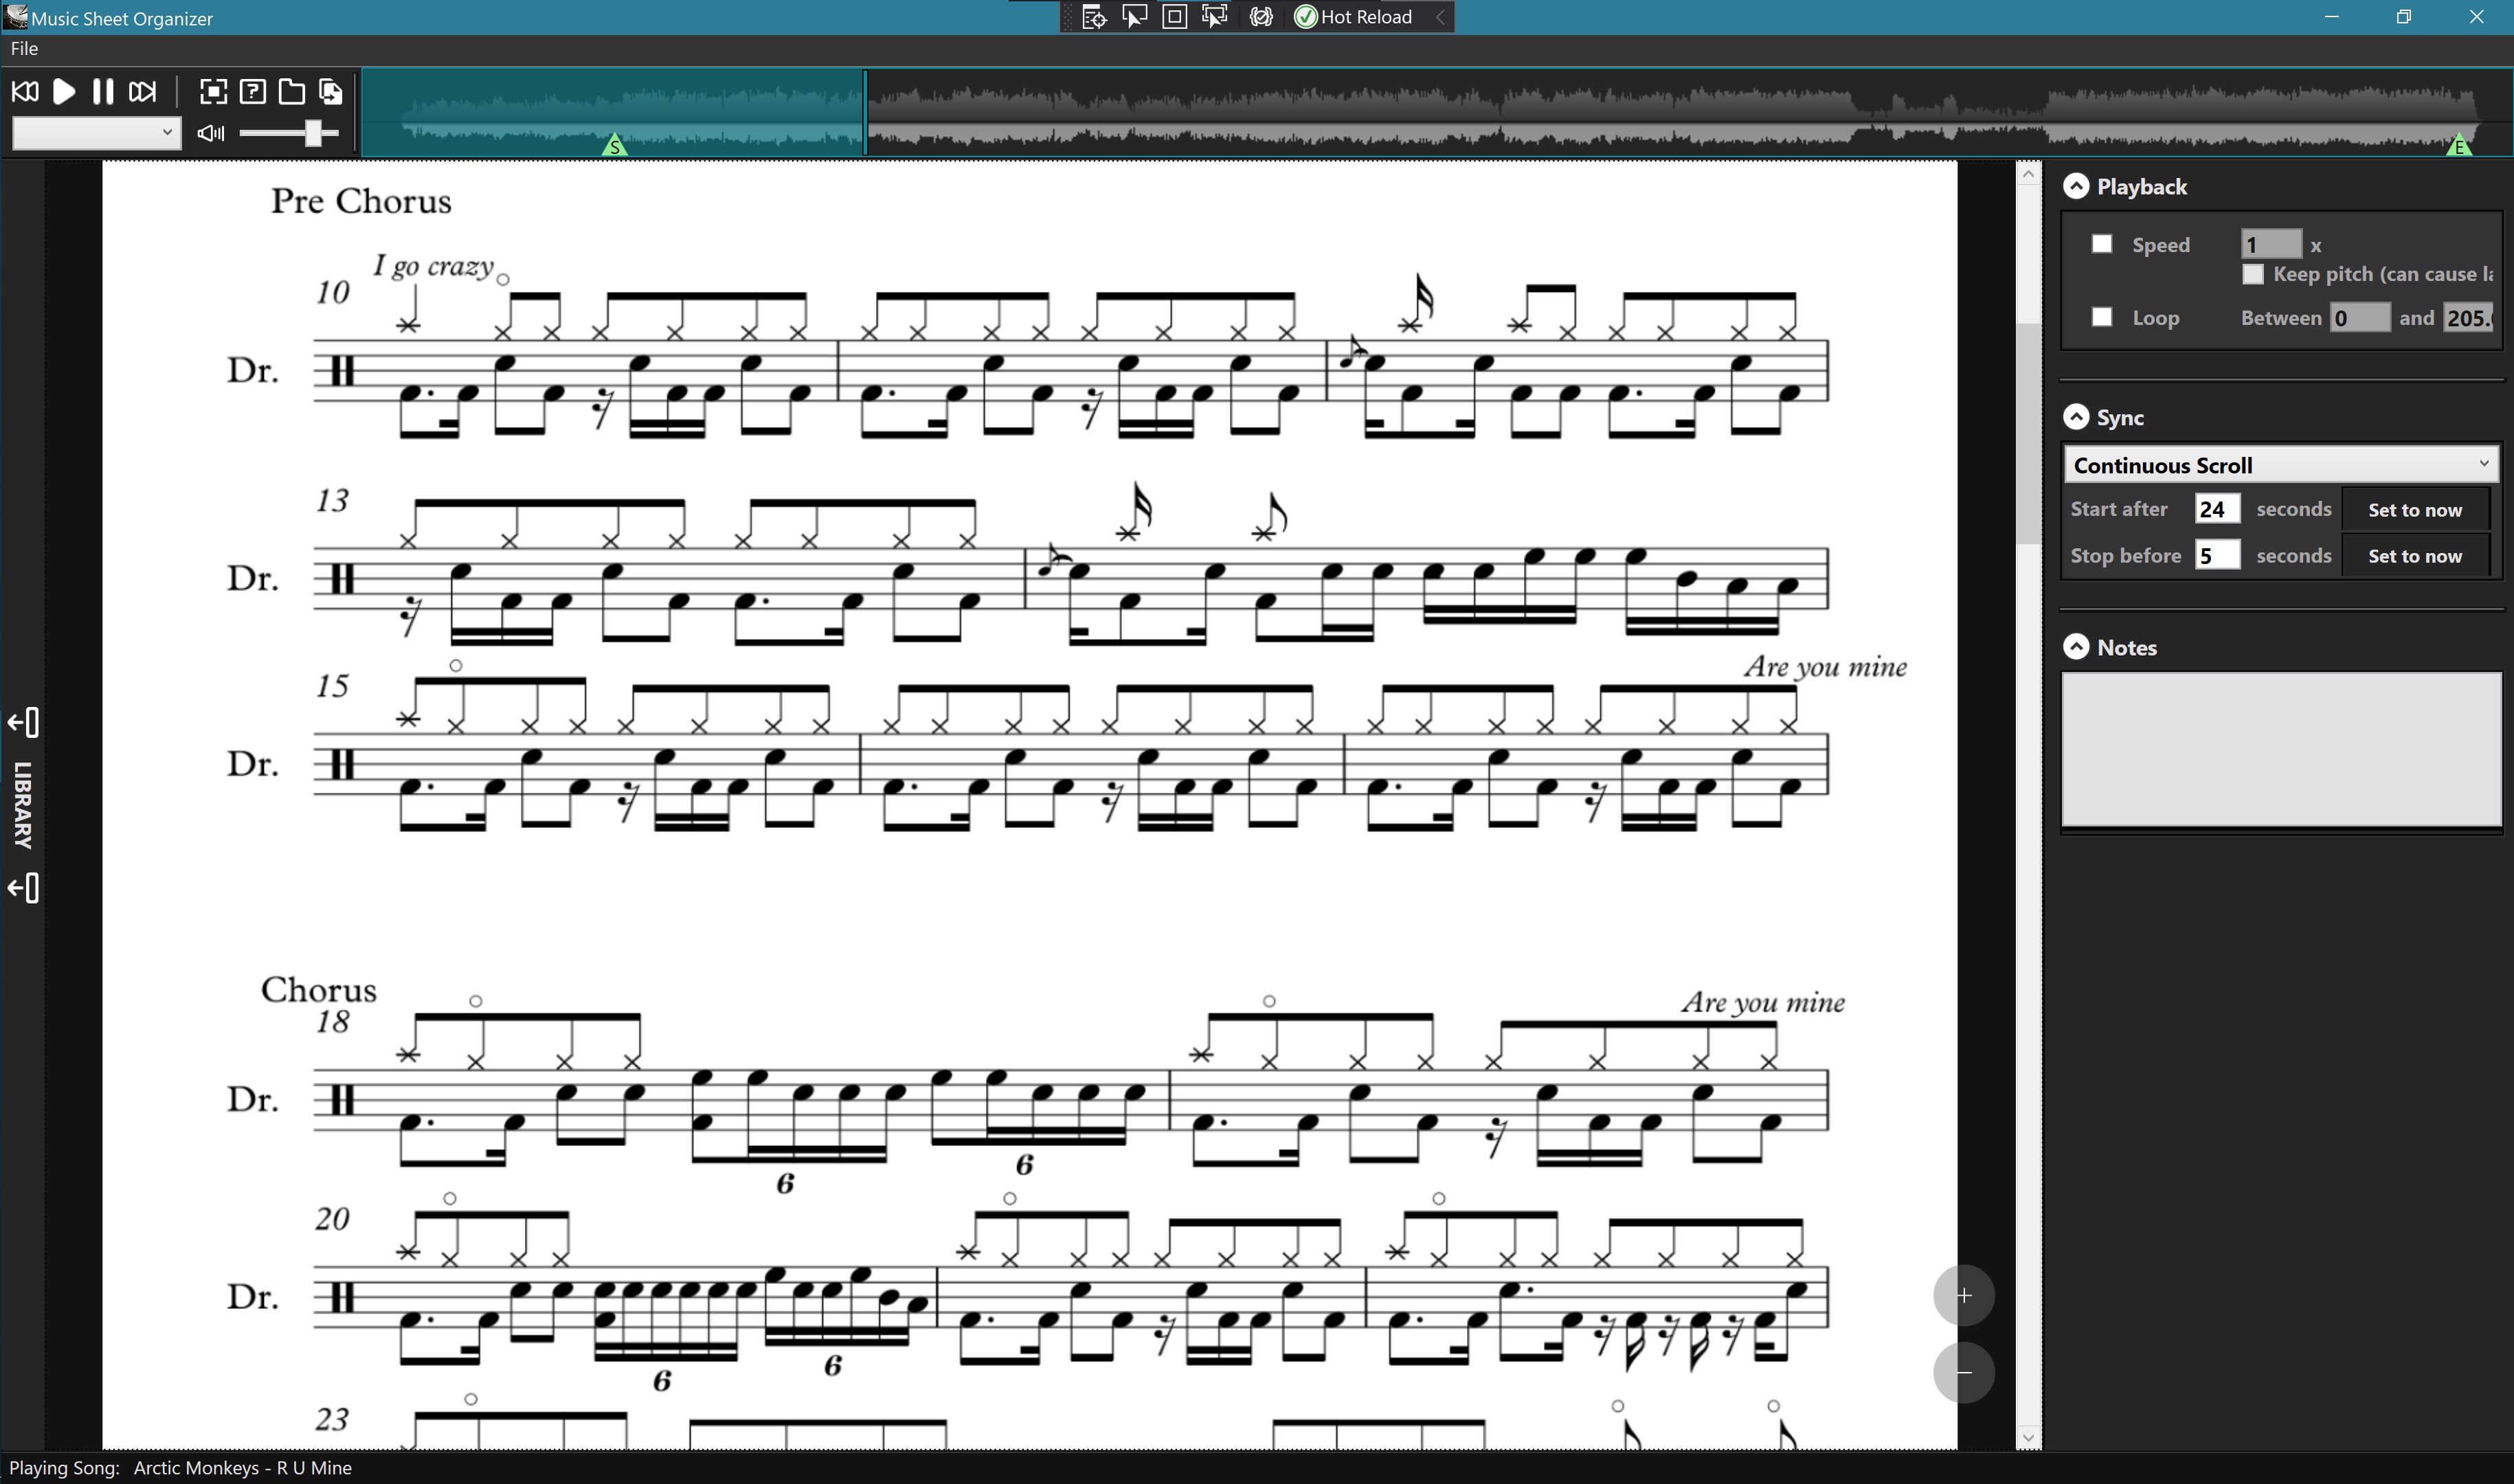 Music Sheet Organizer
Hot Reload
File
S
E
Pre Chorus
I go crazy
10
Dr.
13
Dr.
Are you mine
15
Dr.
Chorus
Are you mine
18
Dr.
6
6
20
Dr.
6
6
23
LIBRARY
Playback
Speed 1 x
Keep pitch (can cause
Loop Between 0 and 205.
Sync
Continuous Scroll
Start after 24 seconds Set to now
Stop before 5 seconds Set to now
Notes
Playing Song: Arctic Monkeys - R U Mine